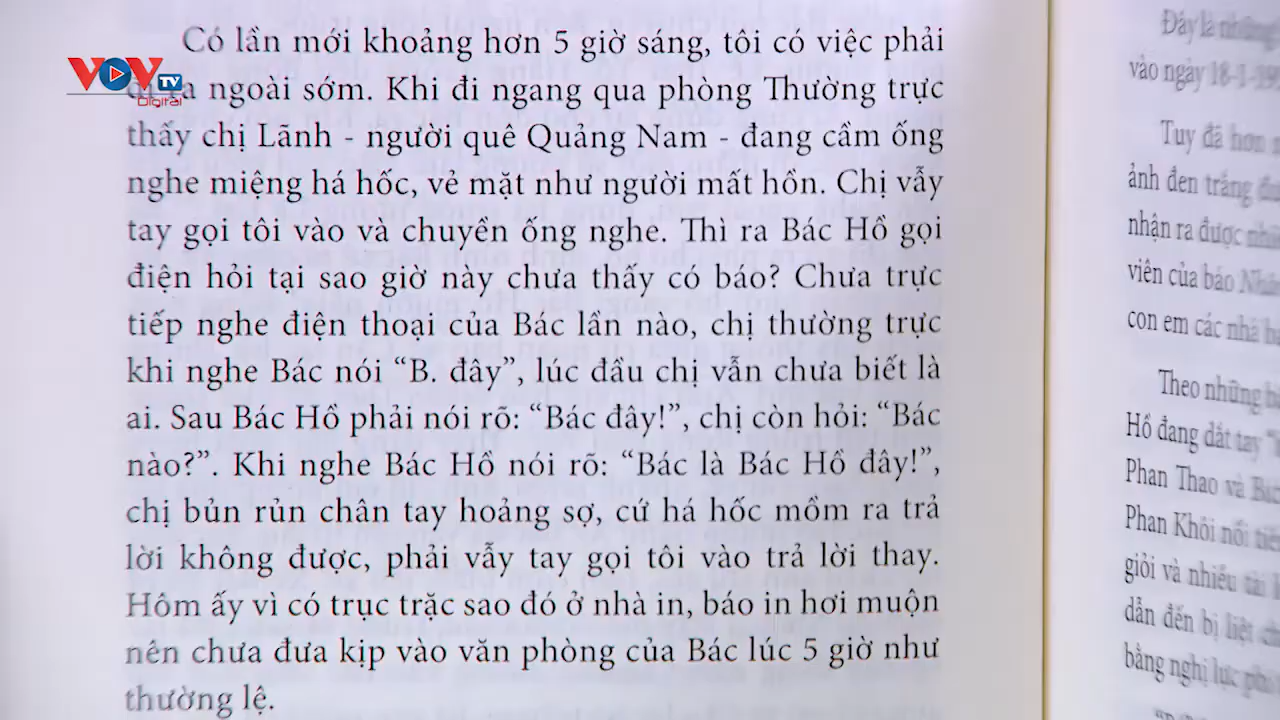 Có lần mới khoảng hơn 5 giờ sáng, tôi có việc phải
VOV TV
Digital
đi ra ngoài sớm. Khi đi ngang qua phòng Thường trực
thấy chị Lãnh - người quê Quảng Nam - đang cầm ống
nghe miệng há hốc, vẻ mặt như người mất hồn. Chị vẫy
tay gọi tôi vào và chuyền ống nghe. Thì ra Bác Hồ gọi
điện hỏi tại sao giờ này chưa thấy có báo? Chưa trực
tiếp nghe điện thoại của Bác lần nào, chị thường trực
khi nghe Bác nói “B. đây”, lúc đầu chị vẫn chưa biết là
ai. Sau Bác Hồ phải nói rõ: “Bác đây!”, chị còn hỏi: “Bác
nào?”. Khi nghe Bác Hồ nói rõ: “Bác là Bác Hồ đây!”,
chị bủn rủn chân tay hoảng sợ, cứ há hốc mồm ra trả
lời không được, phải vẫy tay gọi tôi vào trả lời thay.
Hôm ấy vì có trục trặc sao đó ở nhà in, báo in hơi muộn
nên chưa đưa kịp vào văn phòng của Bác lúc 5 giờ như
thường lệ.
Đây là những
vào ngày 18-1-19
Tuy đã hơn
ảnh đen trắng
nhận ra được
viên của báo
con em các nhà
Theo những
Hồ đang dắt tay
Phan Thao và
Phan Khôi nổi
giỏi và nhiều tài
dẫn đến bị liệt
bằng nghị lực